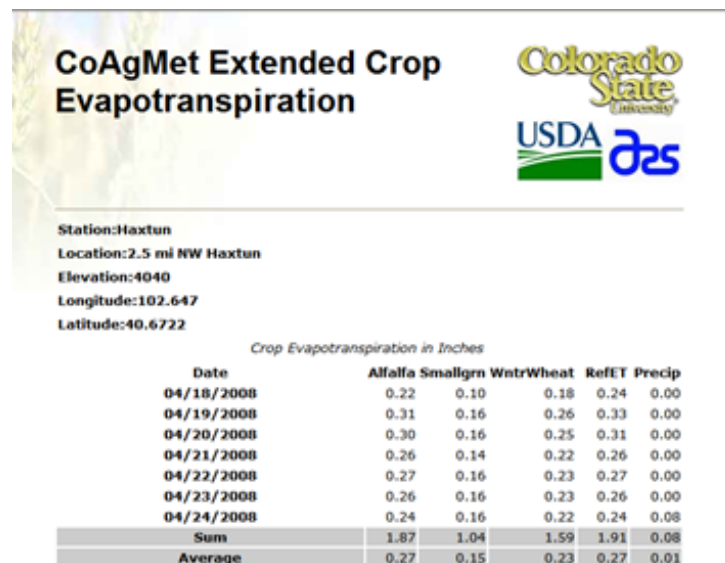 CoAgMet Extended Crop
Evapotranspiration
Colorado
State
University
USDA
ars
Station:Haxtun
Location:2.5 mi NW Haxtun
Elevation:4040
Longitude:102.647
Latitude:40.6722
Crop Evapotranspiration in Inches
Date Alfalfa Smallgrn WntrWheat RefET Precip
04/18/2008 0.22 0.10 0.18 0.24 0.00
04/19/2008 0.31 0.16 0.26 0.33 0.00
04/20/2008 0.30 0.16 0.25 0.31 0.00
04/21/2008 0.26 0.14 0.22 0.26 0.00
04/22/2008 0.27 0.16 0.23 0.27 0.00
04/23/2008 0.26 0.16 0.23 0.26 0.00
04/24/2008 0.24 0.16 0.22 0.24 0.08
Sum 1.87 1.04 1.59 1.91 0.08
Average 0.27 0.15 0.23 0.27 0.01